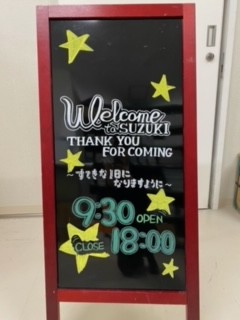 Welcome
to SUZUKI
THANK YOU
FOR COMING
～すてきな1日に
なりますように～
9:30 OPEN
CLOSE 18:00